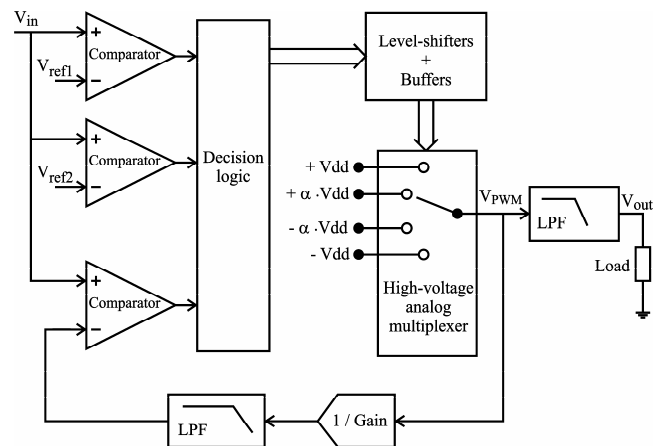 Vin
+
Comparator
Vref1
−
+
Comparator
Vref2
−
+
Comparator
−
Decision
logic
Level-shifters
+
Buffers
+ Vdd
+ α .Vdd
- α .Vdd
- Vdd
High-voltage
analog
multiplexer
VPWM
LPF
Vout
Load
LPF
1 / Gain